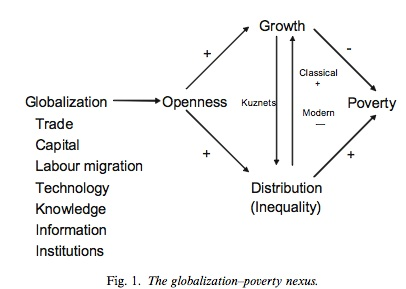 Growth
+
-
Classical
+
Globalization
Openness
Kuznets
Poverty
Modern
—
Trade
+
+
Capital
Labour migration
Distribution
(Inequality)
Technology
Knowledge
Information
Institutions
Fig. 1. The globalization–poverty nexus.